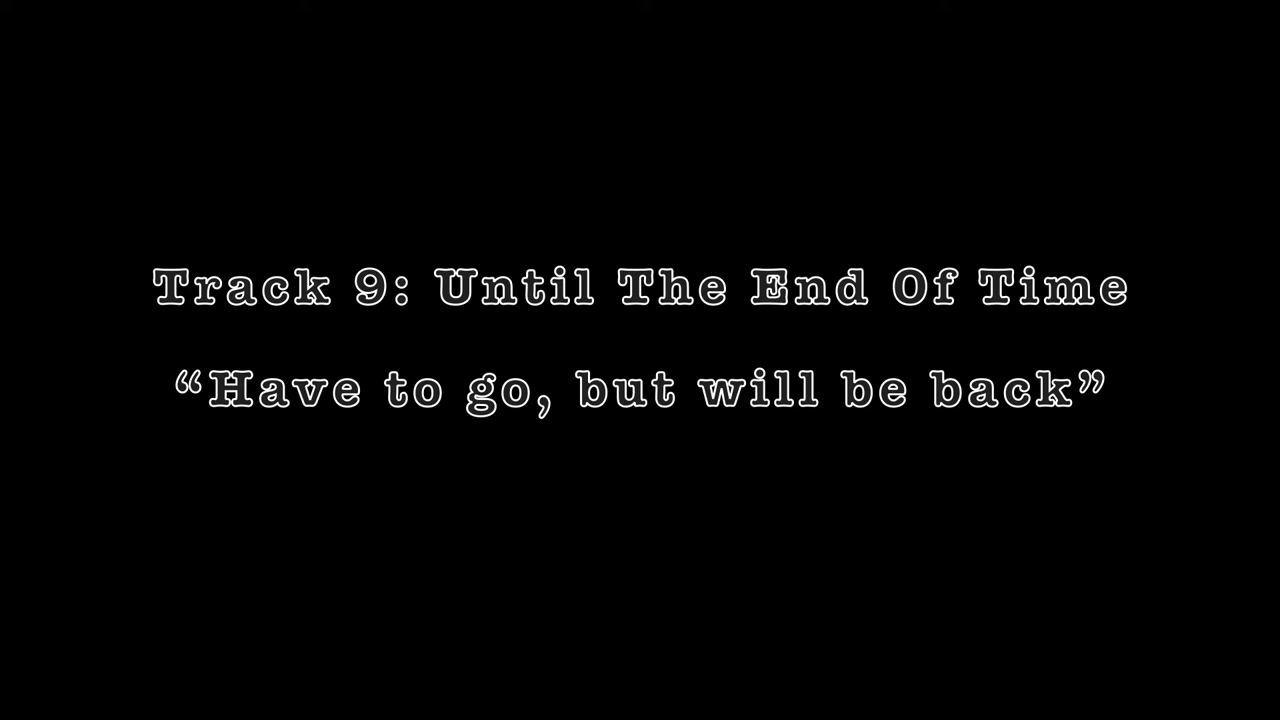 Track 9: Until The End Of Time
“Have to go, but will be back”